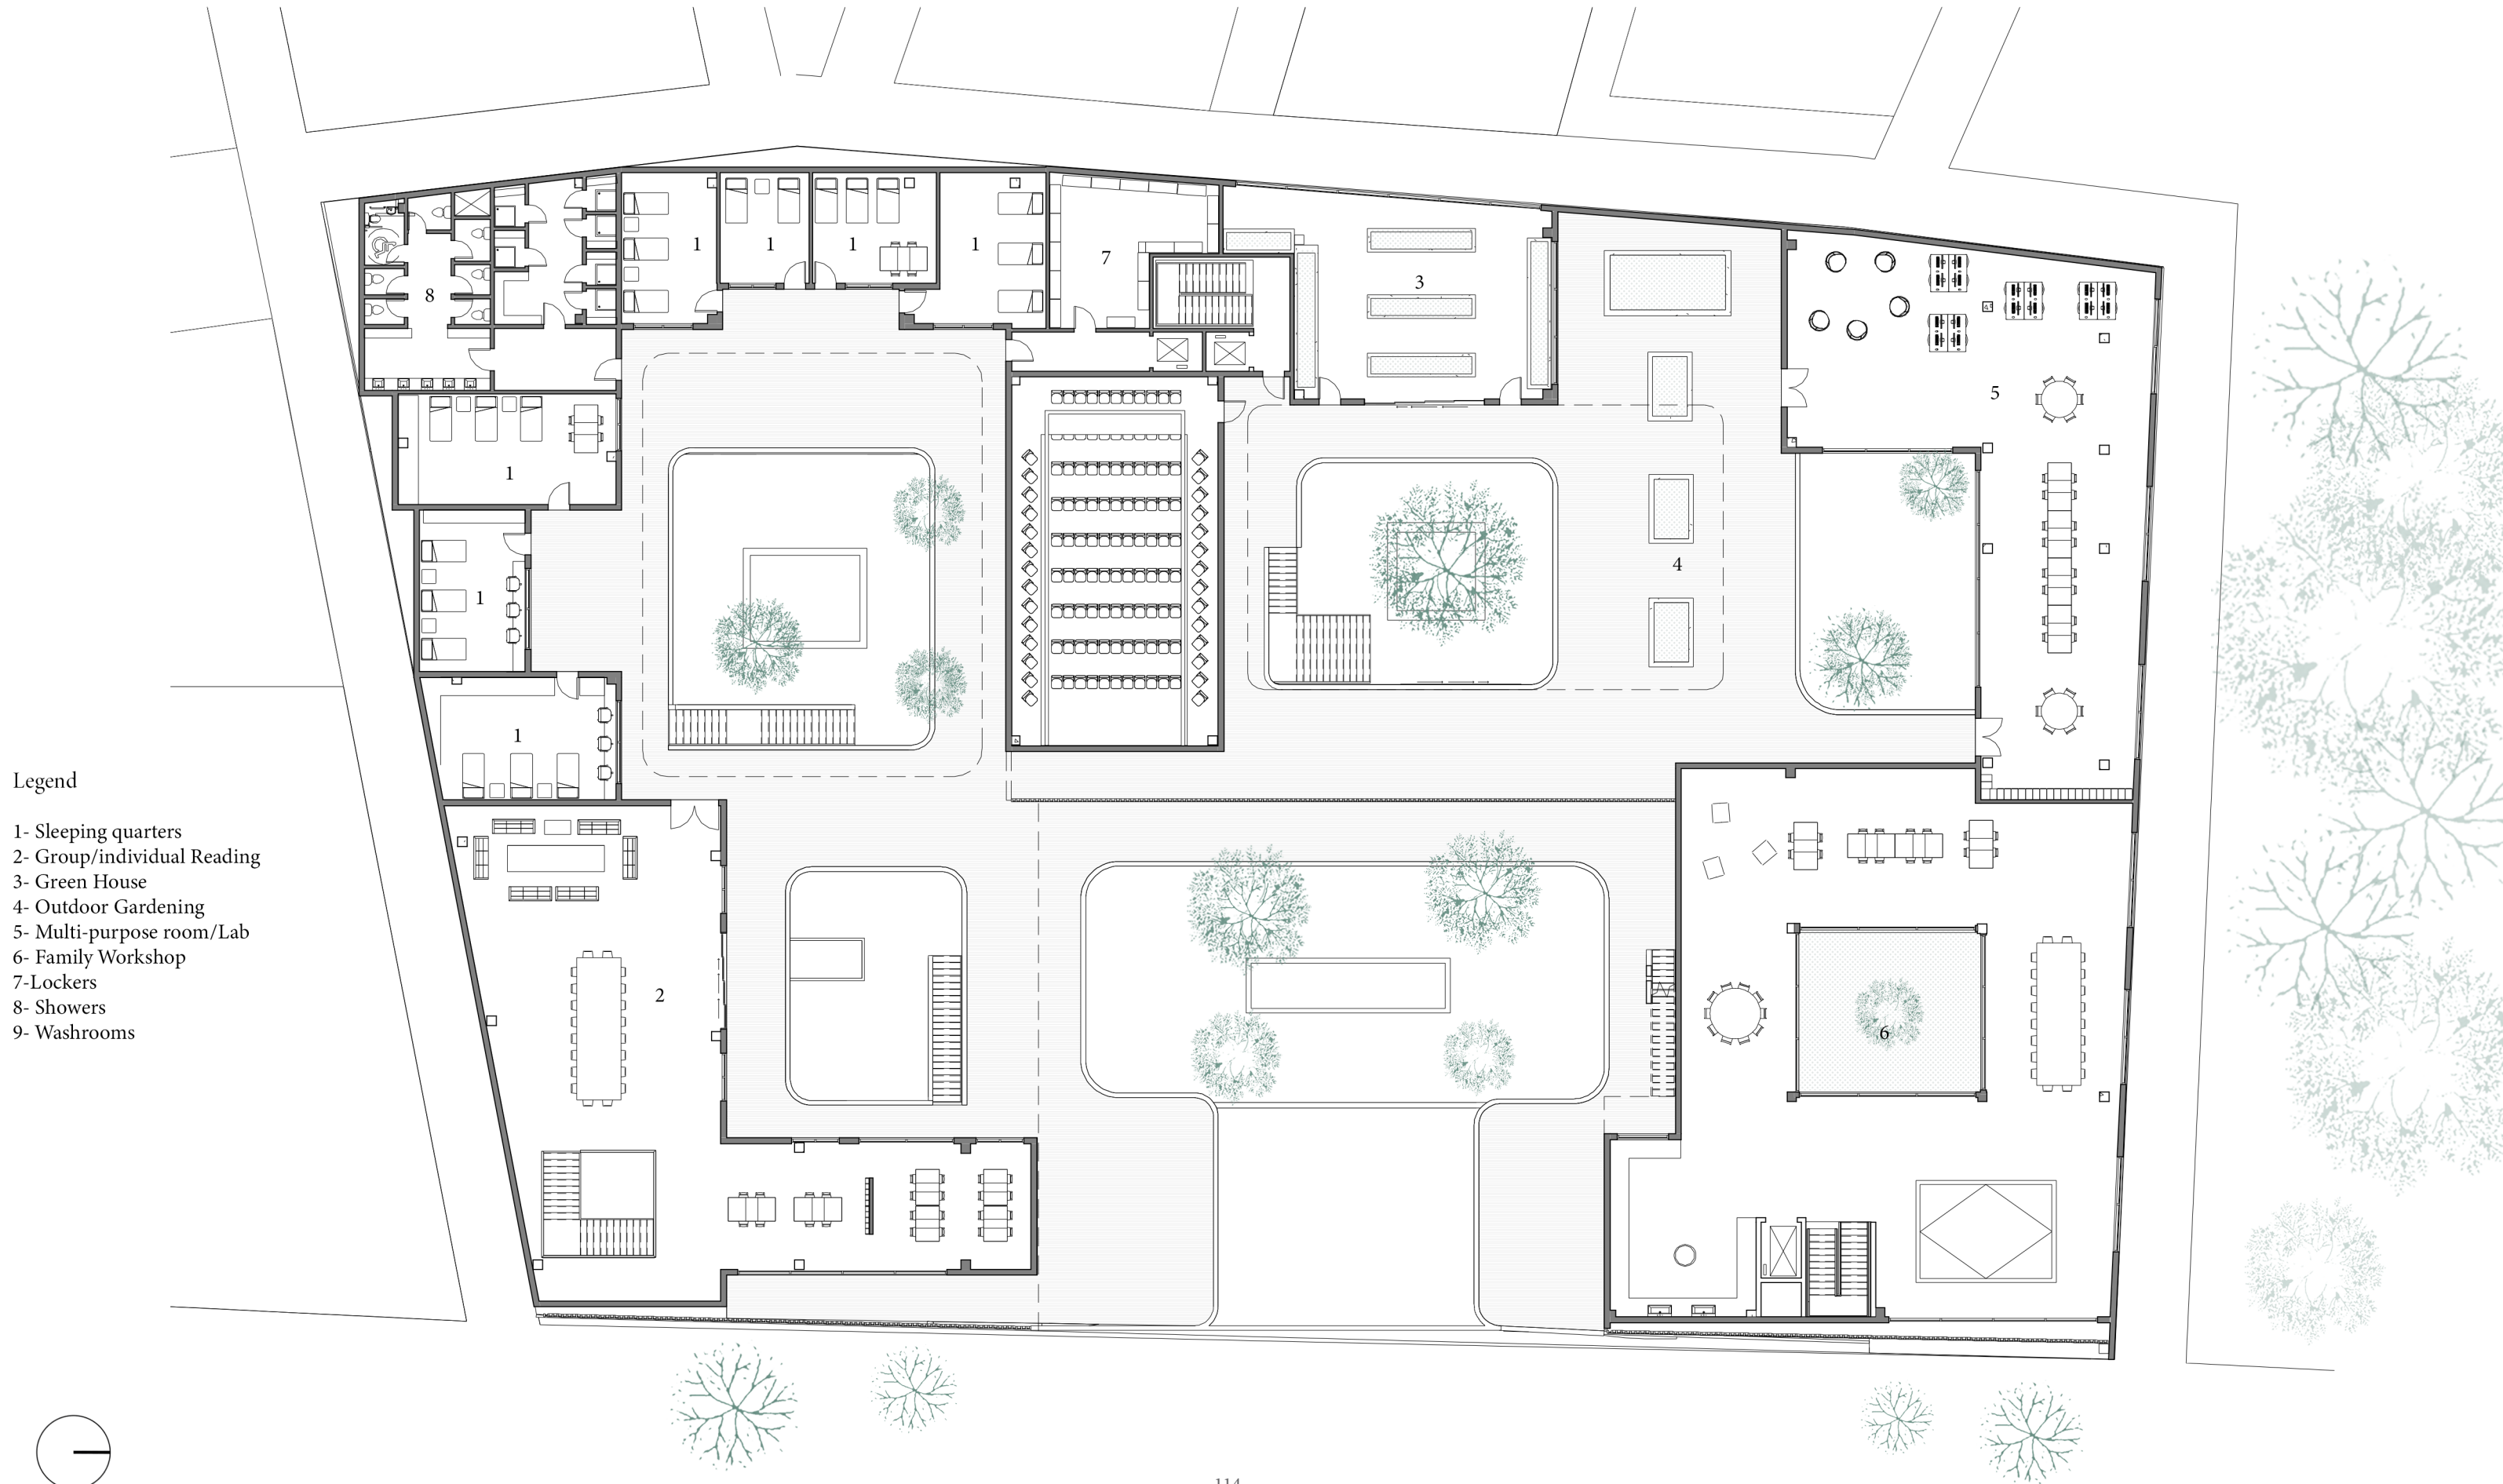 1
1
1
1
7
3
8
5
1
4
1
1
Legend
1- Sleeping quarters
2- Group/individual Reading
3- Green House
4- Outdoor Gardening
5- Multi-purpose room/Lab
6- Family Workshop
7-Lockers
8- Showers
9- Washrooms
2
6
114